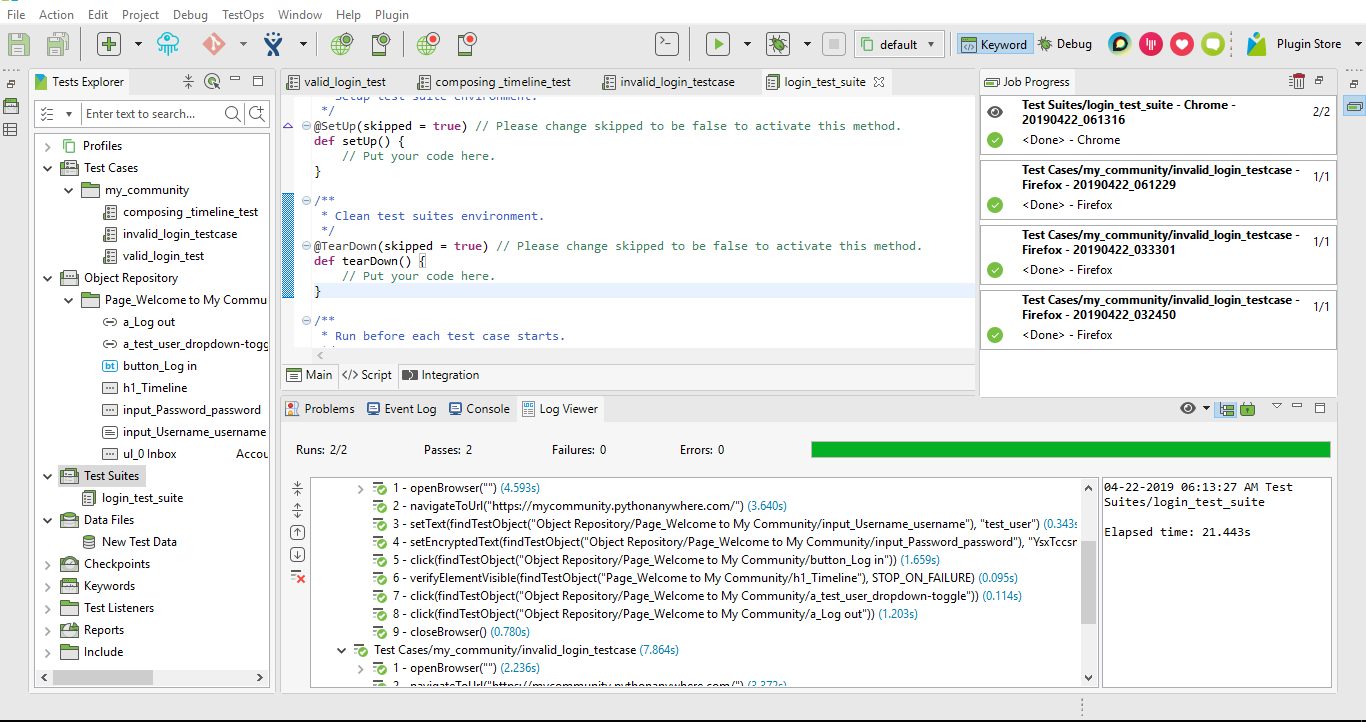 File Action Edit Project Debug TestOps Window Help Plugin
default
Keyword
Debug
Plugin Store
Tests Explorer
Enter text to search...
Profiles
Test Cases
my_community
composing _timeline_test
invalid_login_testcase
valid_login_test
Object Repository
Page_Welcome to My Commu
a_Log out
a_test_user_dropdown-togg
bt button_Log in
h1_Timeline
input_Password_password
input_Username_username
ul_0 Inbox Accou
Test Suites
login_test_suite
Data Files
New Test Data
Checkpoints
Keywords
Test Listeners
Reports
Include
valid_login_test
composing _timeline_test
invalid_login_testcase
login_test_suite
* Setup test suite environment.
*/
@SetUp(skipped = true) // Please change skipped to be false to activate this method.
def setUp() {
// Put your code here.
}
/**
* Clean test suites environment.
*/
@TearDown(skipped = true) // Please change skipped to be false to activate this method.
def tearDown() {
// Put your code here.
}
/**
* Run before each test case starts.
Main
</> Script
Integration
Job Progress
Test Suites/login_test_suite - Chrome - 2/2
20190422_061316
<Done> - Chrome
Test Cases/my_community/invalid_login_testcase - 1/1
Firefox - 20190422_061229
<Done> - Firefox
Test Cases/my_community/invalid_login_testcase - 1/1
Firefox - 20190422_033301
<Done> - Firefox
Test Cases/my_community/invalid_login_testcase - 1/1
Firefox - 20190422_032450
<Done> - Firefox
Problems
Event Log
Console
Log Viewer
Runs: 2/2 Passes: 2 Failures: 0 Errors: 0
1 - openBrowser("") (4.593s)
2 - navigateToUrl("https://mycommunity.pythonanywhere.com/") (3.640s)
3 - setText(findTestObject("Object Repository/Page_Welcome to My Community/input_Username_username"), "test_user") (0.343s
4 - setEncryptedText(findTestObject("Object Repository/Page_Welcome to My Community/input_Password_password"), "YsxTccsr
5 - click(findTestObject("Object Repository/Page_Welcome to My Community/button_Log in")) (1.659s)
6 - verifyElementVisible(findTestObject("Page_Welcome to My Community/h1_Timeline"), STOP_ON_FAILURE) (0.095s)
7 - click(findTestObject("Object Repository/Page_Welcome to My Community/a_test_user_dropdown-toggle")) (0.114s)
8 - click(findTestObject("Object Repository/Page_Welcome to My Community/a_Log out")) (1.203s)
9 - closeBrowser() (0.780s)
Test Cases/my_community/invalid_login_testcase (7.864s)
1 - openBrowser("") (2.236s)
2 - navigateToUrl("https://mycommunity.pythonanywhere.com/") (3.372s)
04-22-2019 06:13:27 AM Test
Suites/login_test_suite
Elapsed time: 21.443s